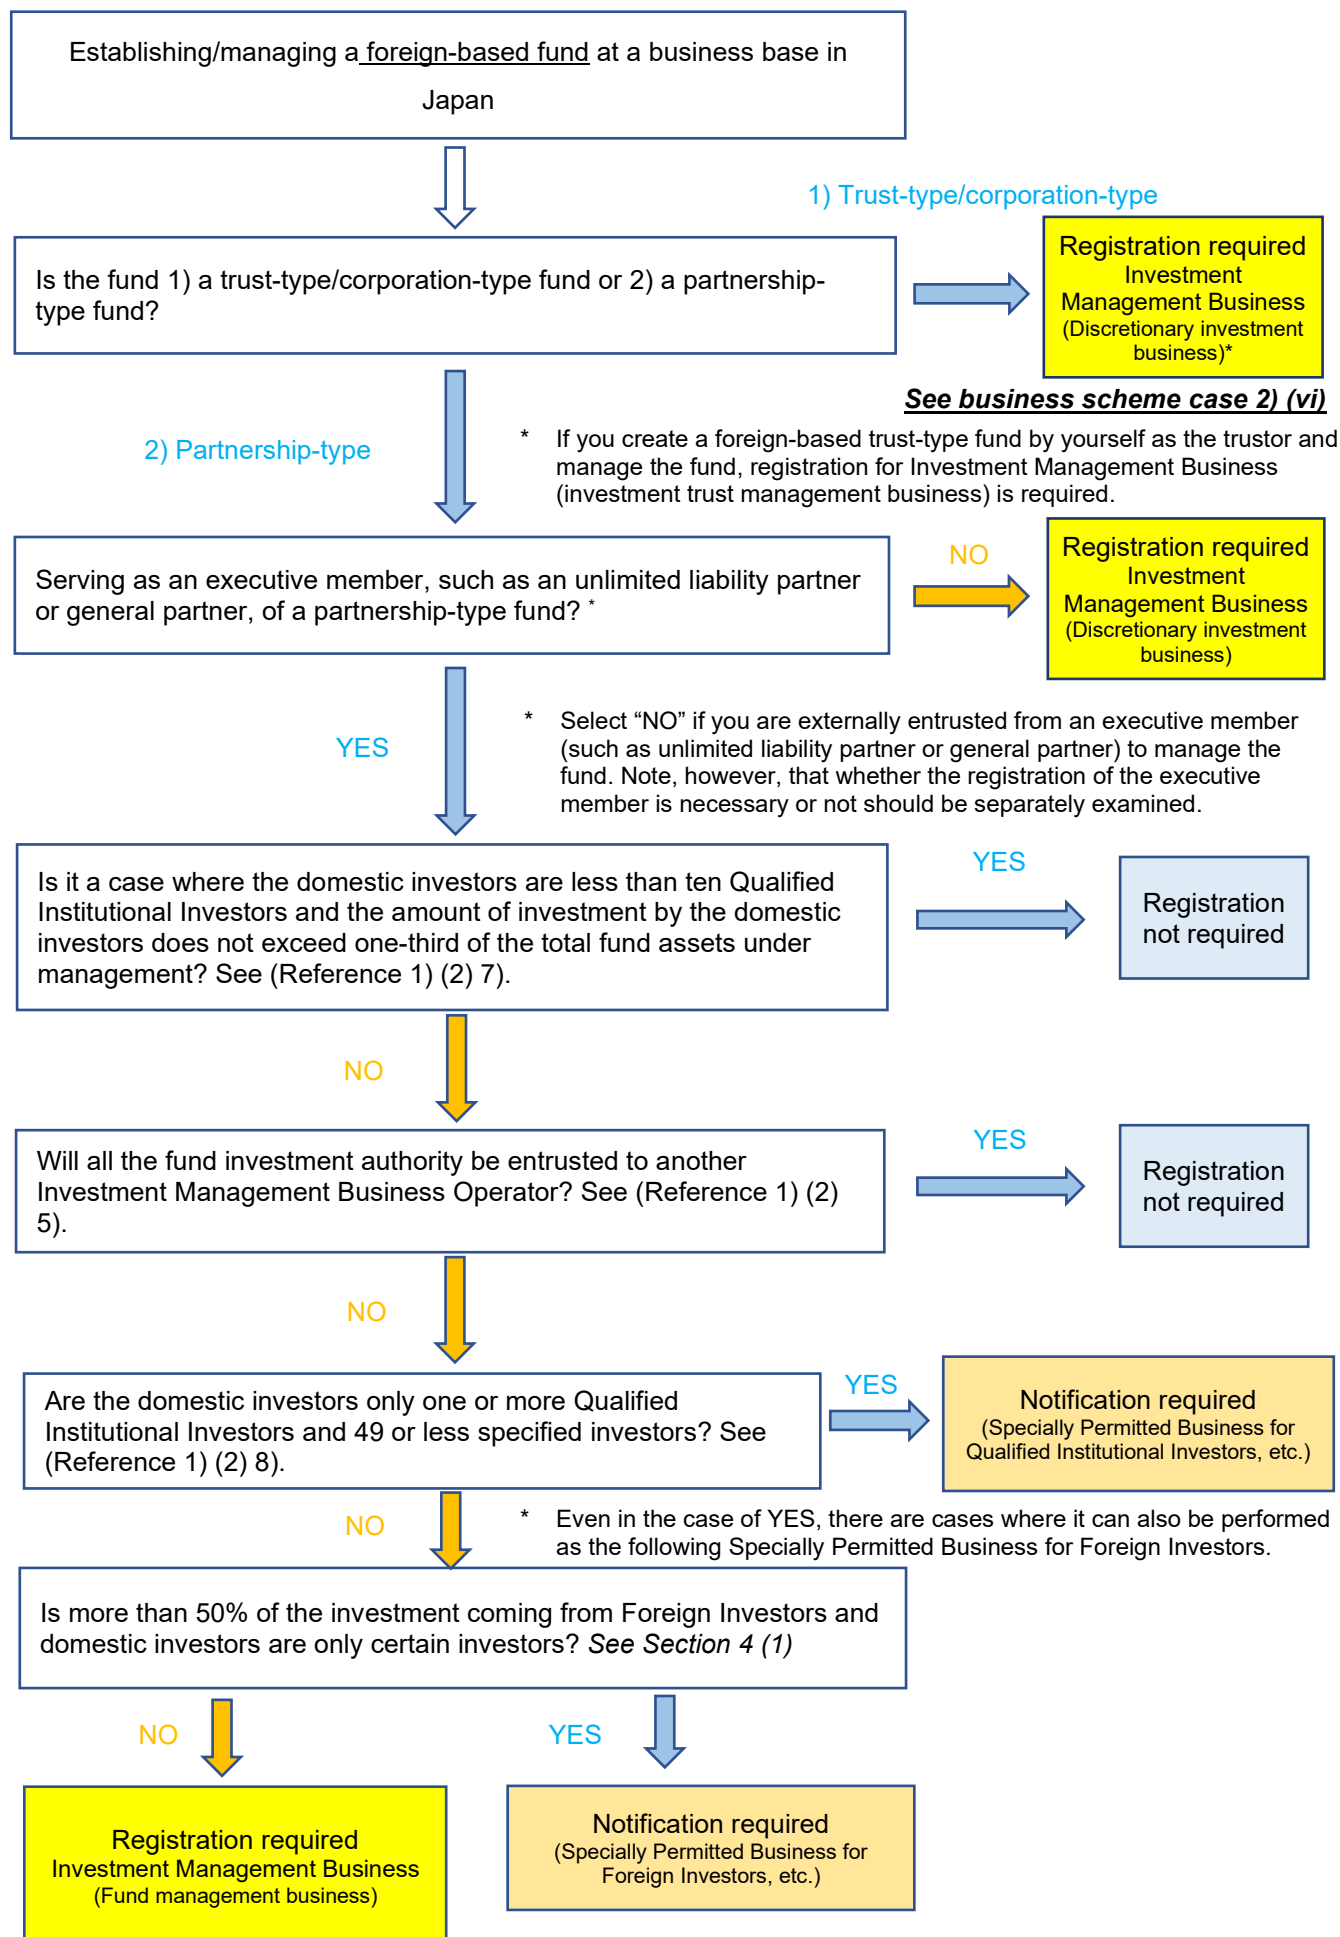 Establishing/managing a foreign-based fund at a business base in
Japan
1) Trust-type/corporation-type
Is the fund 1) a trust-type/corporation-type fund or 2) a partnership-
type fund?
Registration required
Investment
Management Business
(Discretionary investment
business)*
See business scheme case 2) (vi)
2) Partnership-type
* If you create a foreign-based trust-type fund by yourself as the trustor and
manage the fund, registration for Investment Management Business
(investment trust management business) is required.
Serving as an executive member, such as an unlimited liability partner
or general partner, of a partnership-type fund? *
NO
Registration required
Investment
Management Business
(Discretionary investment
business)
YES
* Select “NO” if you are externally entrusted from an executive member
(such as unlimited liability partner or general partner) to manage the
fund. Note, however, that whether the registration of the executive
member is necessary or not should be separately examined.
Is it a case where the domestic investors are less than ten Qualified
Institutional Investors and the amount of investment by the domestic
investors does not exceed one-third of the total fund assets under
management? See (Reference 1) (2) 7).
YES
Registration
not required
NO
Will all the fund investment authority be entrusted to another
Investment Management Business Operator? See (Reference 1) (2)
5).
YES
Registration
not required
NO
Are the domestic investors only one or more Qualified
Institutional Investors and 49 or less specified investors? See
(Reference 1) (2) 8).
YES
Notification required
(Specially Permitted Business for
Qualified Institutional Investors, etc.)
NO
* Even in the case of YES, there are cases where it can also be performed
as the following Specially Permitted Business for Foreign Investors.
Is more than 50% of the investment coming from Foreign Investors and
domestic investors are only certain investors? See Section 4 (1)
NO
YES
Registration required
Investment Management Business
(Fund management business)
Notification required
(Specially Permitted Business for
Foreign Investors, etc.)